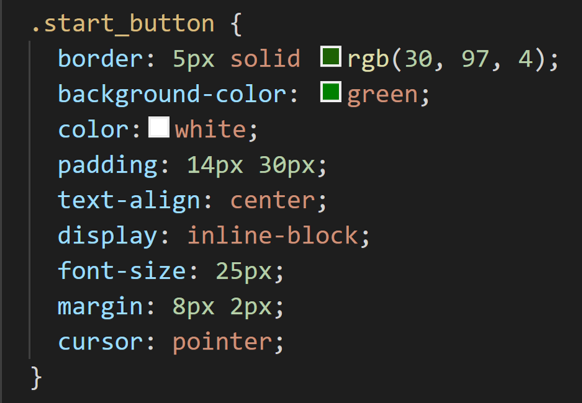 .start_button {
border: 5px solid rgb(30, 97, 4);
background-color: green;
color: white;
padding: 14px 30px;
text-align: center;
display: inline-block;
font-size: 25px;
margin: 8px 2px;
cursor: pointer;
}